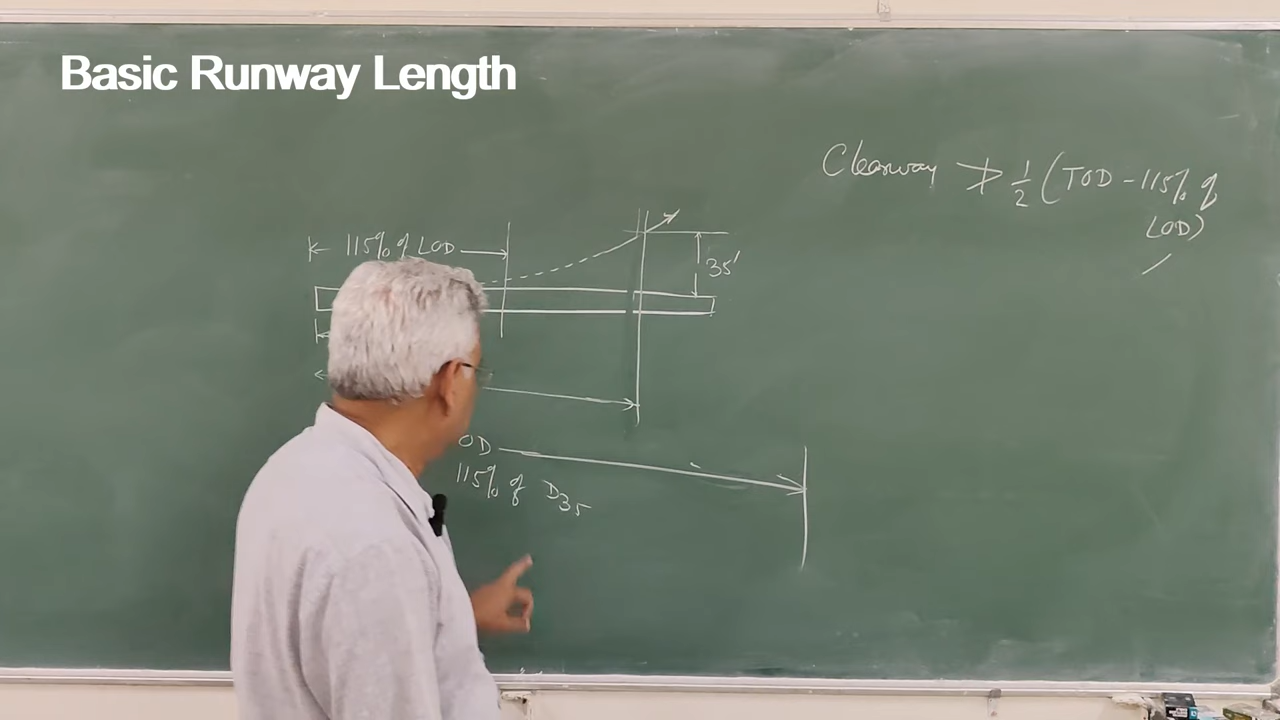 Basic Runway Length
Clearway ≯ 1/2 (TOD - 115% of
LOD)
115% of LOD
35'
OD
115% of D35